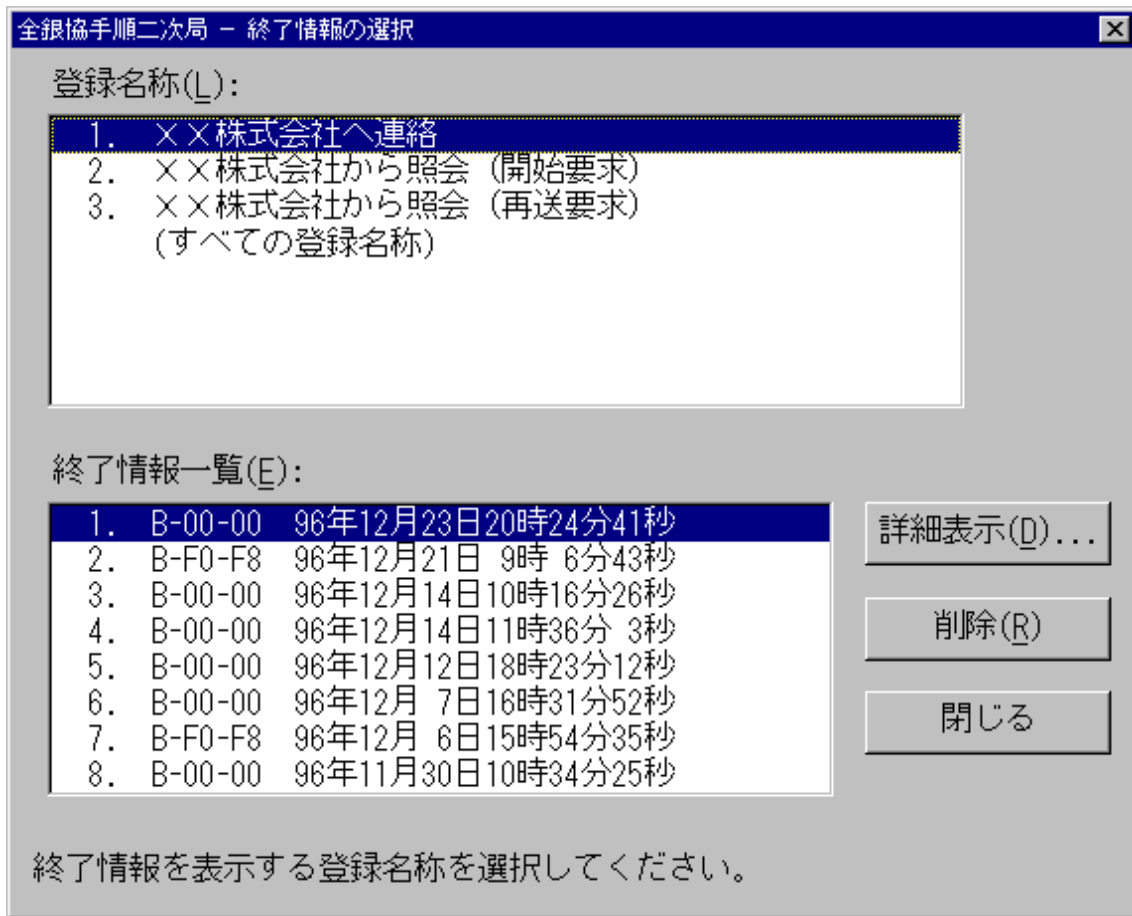 全銀協手順二次局 － 終了情報の選択
登録名称(L):
1. ××株式会社へ連絡
2. ××株式会社から照会（開始要求）
3. ××株式会社から照会（再送要求）
(すべての登録名称)
終了情報一覧(E):
1. B-00-00 96年12月23日20時24分41秒
2. B-F0-F8 96年12月21日 9時 6分43秒
3. B-00-00 96年12月14日10時16分26秒
4. B-00-00 96年12月14日11時36分 3秒
5. B-00-00 96年12月12日18時23分12秒
6. B-00-00 96年12月 7日16時31分52秒
7. B-F0-F8 96年12月 6日15時54分35秒
8. B-00-00 96年11月30日10時34分25秒
詳細表示(D)...
削除(R)
閉じる
終了情報を表示する登録名称を選択してください。